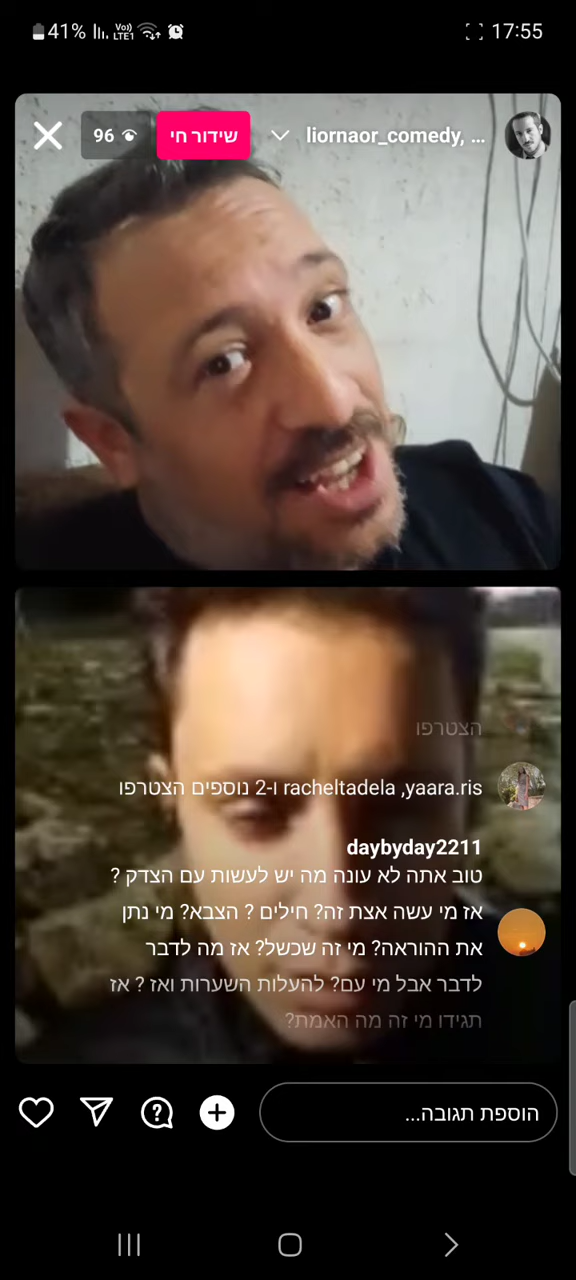 41% Vo) LTE1 17:55
96 שידור חי liornaor_comedy, ...
הצטרפו
racheltadela ,yaara.ris ו-2 נוספים הצטרפו
daybyday2211
טוב אתה לא עונה מה יש לעשות עם הצדק ?
אז מי עשה אצת זה? חילים ? הצבא? מי נתן
את ההוראה? מי זה שכשל? אז מה לדבר
לדבר אבל מי עם? להעלות השערות ואז ? אז
תגידו מי זה מה האמת?
הוספת תגובה...